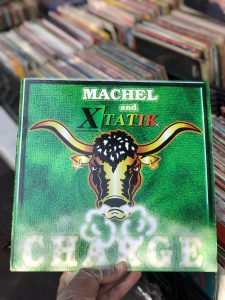 MACHEL
and
XTATIK
CHARGE